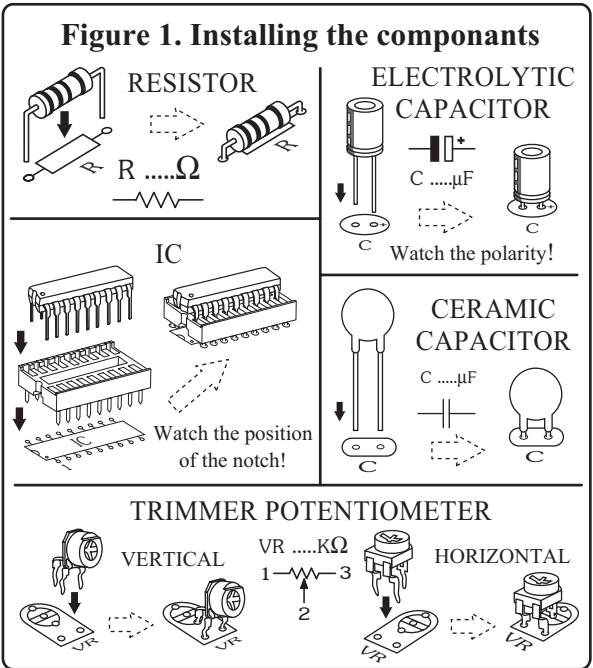 Figure 1. Installing the componants
RESISTOR
R
R
R .....Ω
ELECTROLYTIC
CAPACITOR
+
C .....µF
+
C
+
C
Watch the polarity!
IC
IC
1
Watch the position
of the notch!
CERAMIC
CAPACITOR
C .....µF
C
C
TRIMMER POTENTIOMETER
VERTICAL
VR .....KΩ
1
3
2
HORIZONTAL
VR
VR
VR
VR